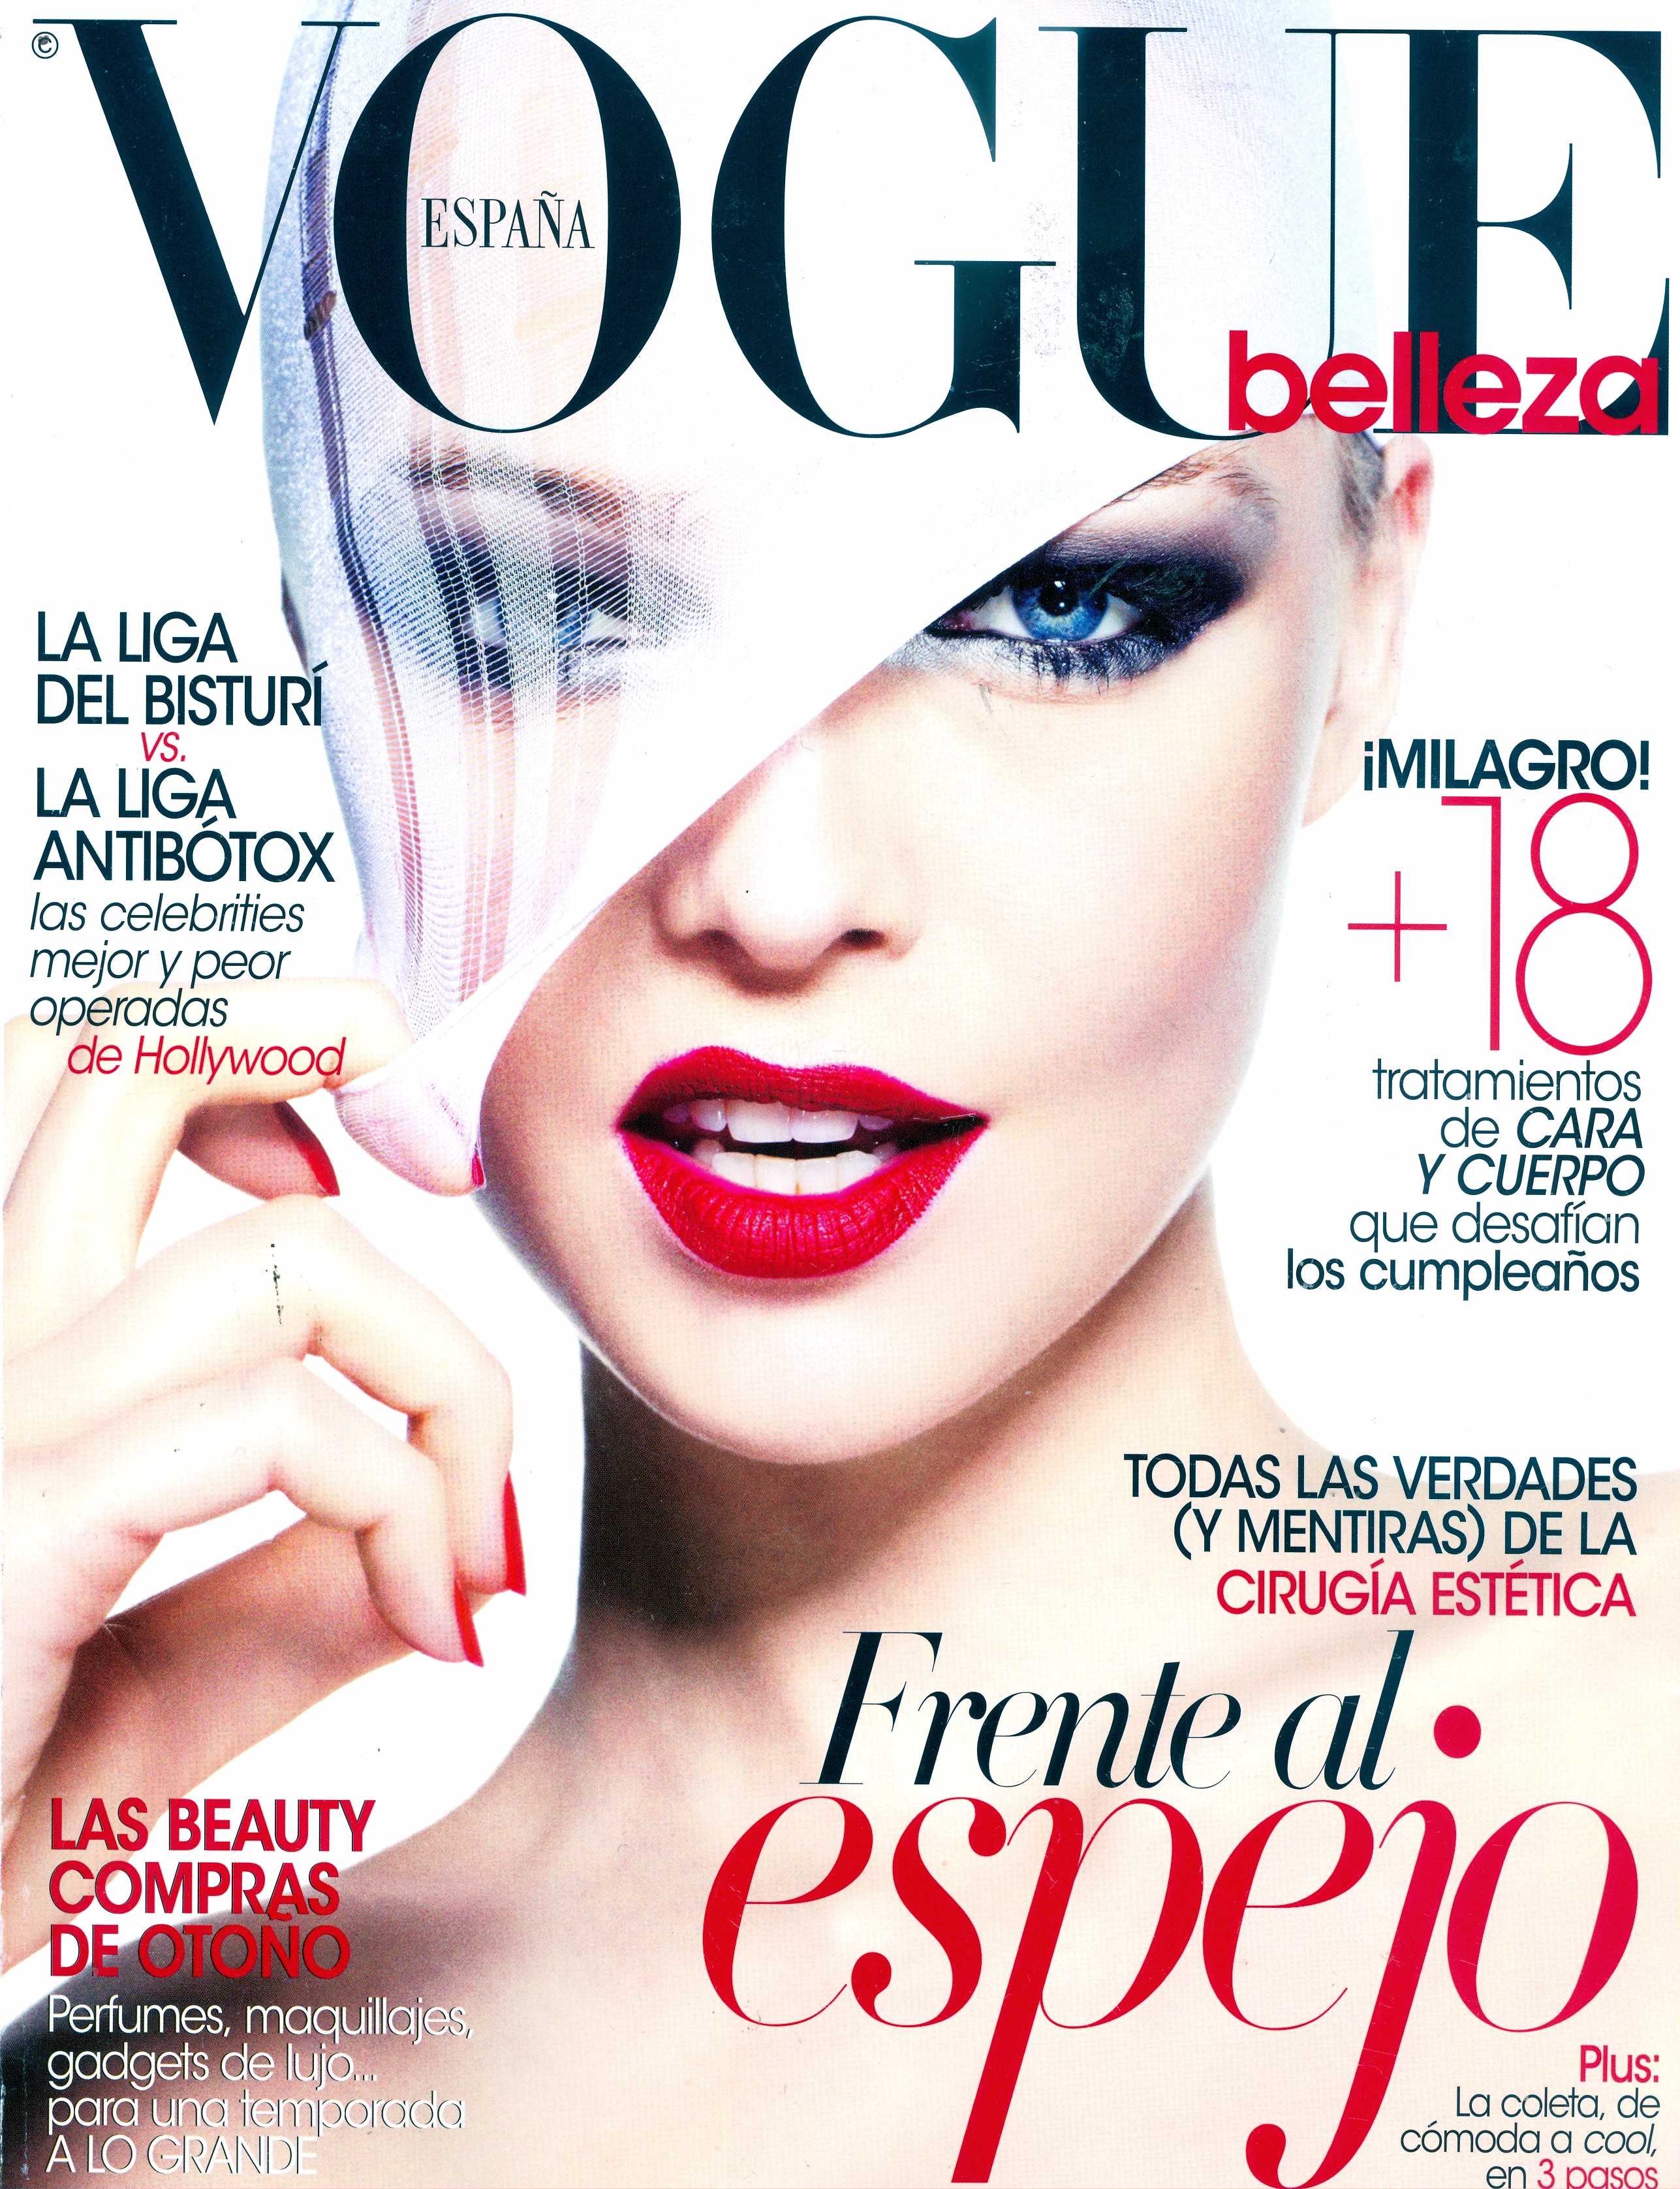 ©
VOGUE
ESPAÑA
belleza
LA LIGA
DEL BISTURÍ
VS.
LA LIGA
ANTIBÓTOX
las celebrities
mejor y peor
operadas
de Hollywood
¡MILAGRO!
+18
tratamientos
de CARA
Y CUERPO
que desafían
los cumpleaños
TODAS LAS VERDADES
(Y MENTIRAS) DE LA
CIRUGÍA ESTÉTICA
Frente al
espejo
LAS BEAUTY
COMPRAS
DE OTOÑO
Perfumes, maquillajes,
gadgets de lujo...
para una temporada
A LO GRANDE
Plus:
La coleta, de
cómoda a cool,
en 3 pasos